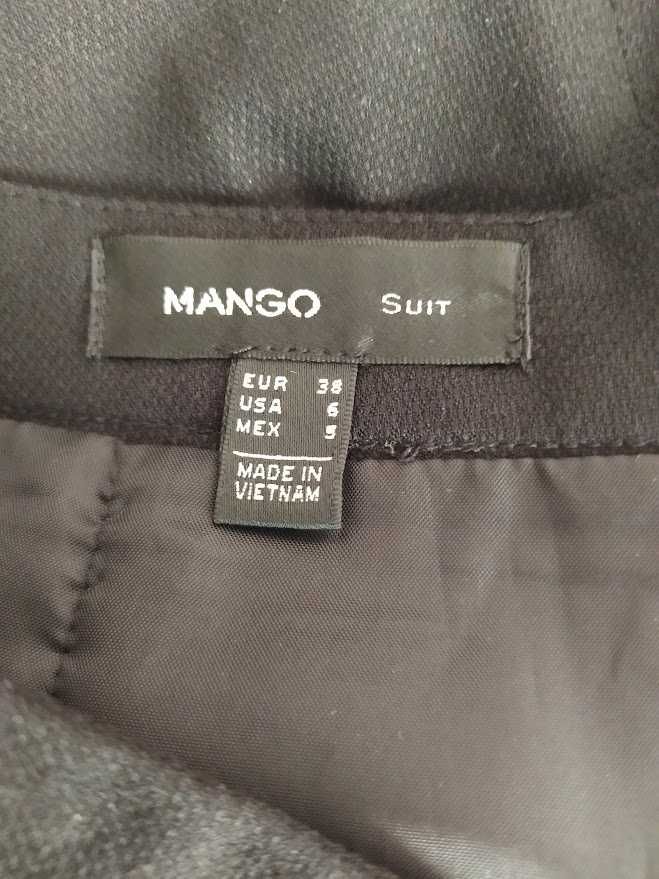 MANGO SUIT
EUR 38
USA 6
MEX 5
MADE IN
VIETNAM